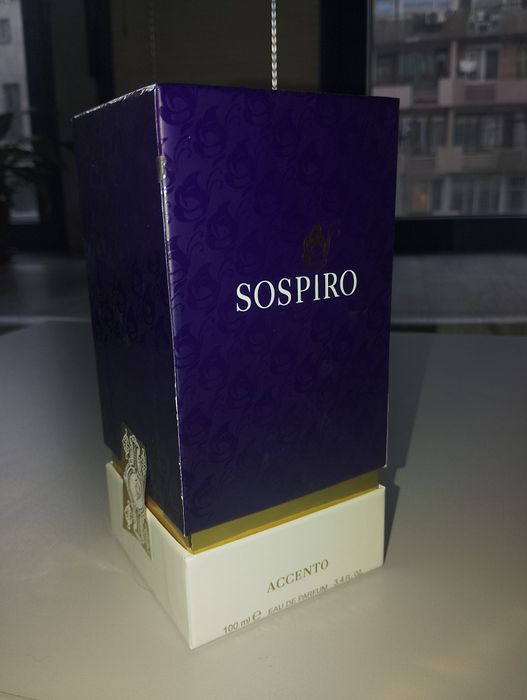 SOSPIRO
ACCENTO
100 ml ℮ EAU DE PARFUM 3.4 FL. OZ.